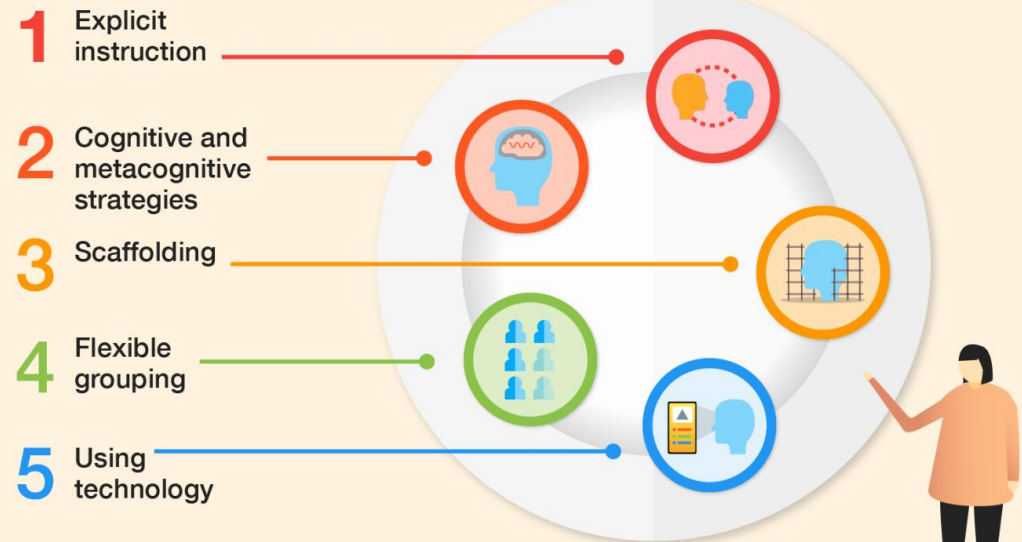 1 Explicit
instruction
2 Cognitive and
metacognitive
strategies
3 Scaffolding
4 Flexible
grouping
5 Using
technology